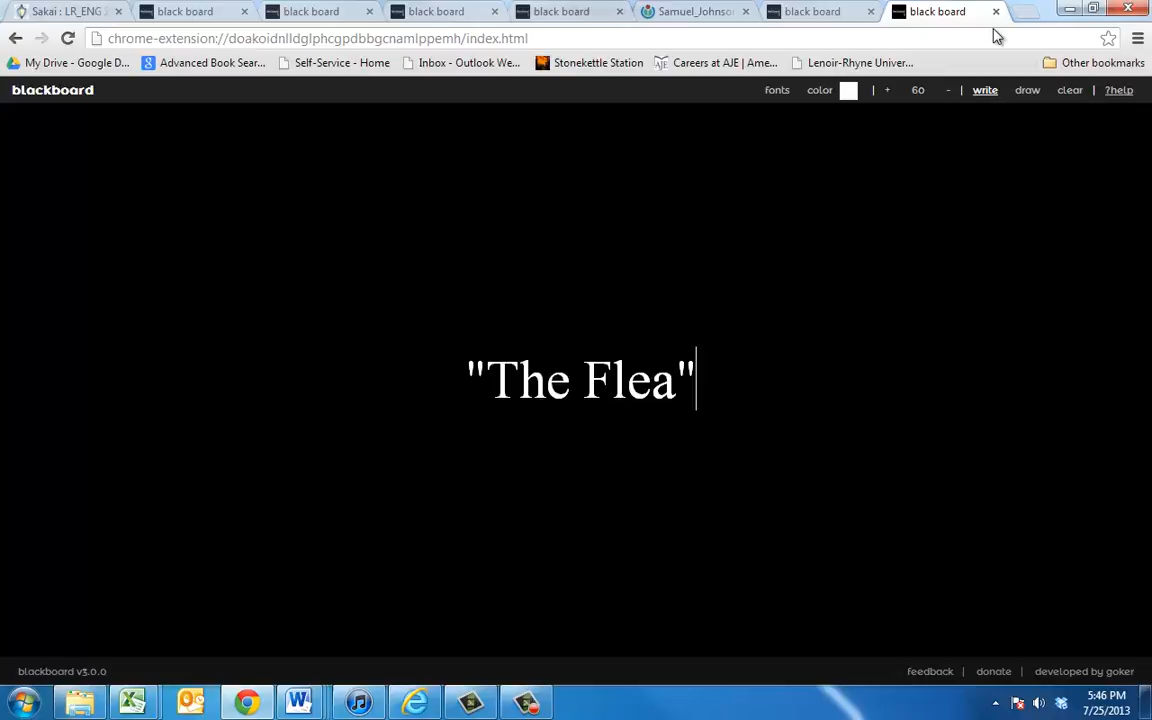 Sakai : LR_ENG
black board
black board
black board
black board
Samuel_Johnso
black board
black board
chrome-extension://doakoidnlldglphcgpdbbgcnamlppemh/index.html
My Drive - Google D...
Advanced Book Sear...
Self-Service - Home
Inbox - Outlook We...
Stonekettle Station
Careers at AJE | Ame...
Lenoir-Rhyne Univer...
Other bookmarks
blackboard
fonts color | + 60 - | write draw clear | ?help
"The Flea"
blackboard v3.0.0
feedback | donate | developed by goker
5:46 PM
7/25/2013